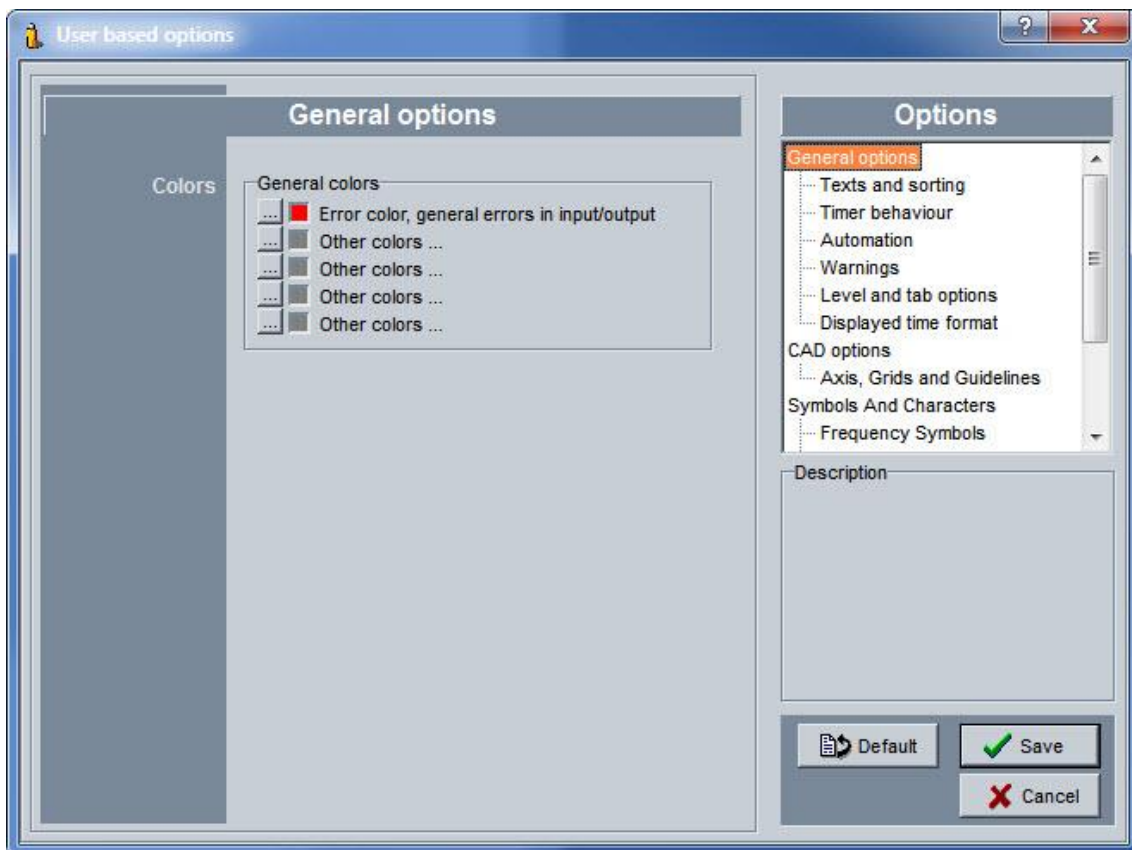 User based options
General options
Colors
General colors
... Error color, general errors in input/output
... Other colors ...
... Other colors ...
... Other colors ...
... Other colors ...
Options
General options
Texts and sorting
Timer behaviour
Automation
Warnings
Level and tab options
Displayed time format
CAD options
Axis, Grids and Guidelines
Symbols And Characters
Frequency Symbols
Description
Default
Save
Cancel